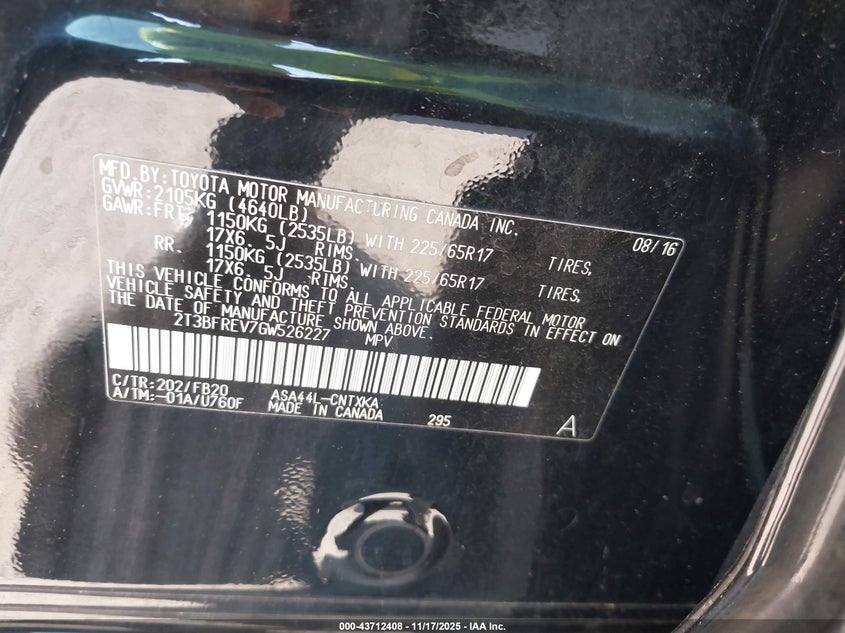 MFD.BY:TOYOTA MOTOR MANUFACTURING CANADA INC.
GVWR:2105KG (4640LB) 08/16
GAWR:FRT. 1150KG (2535LB) WITH 225/65R17 TIRES,
17X6. 5J RIMS.
RR. 1150KG (2535LB) WITH 225/65R17 TIRES,
17X6. 5J RIMS.
THIS VEHICLE CONFORMS TO ALL APPLICABLE FEDERAL MOTOR
VEHICLE SAFETY AND THEFT PREVENTION STANDARDS IN EFFECT ON
THE DATE OF MANUFACTURE SHOWN ABOVE.
2T3BFREV7GW526227 MPV
C/TR:202/FB20 ASA44L-CNTXKA
A/TM:-01A/U760F MADE IN CANADA 295 A
000-43712408 - 11/17/2025 - IAA Inc.